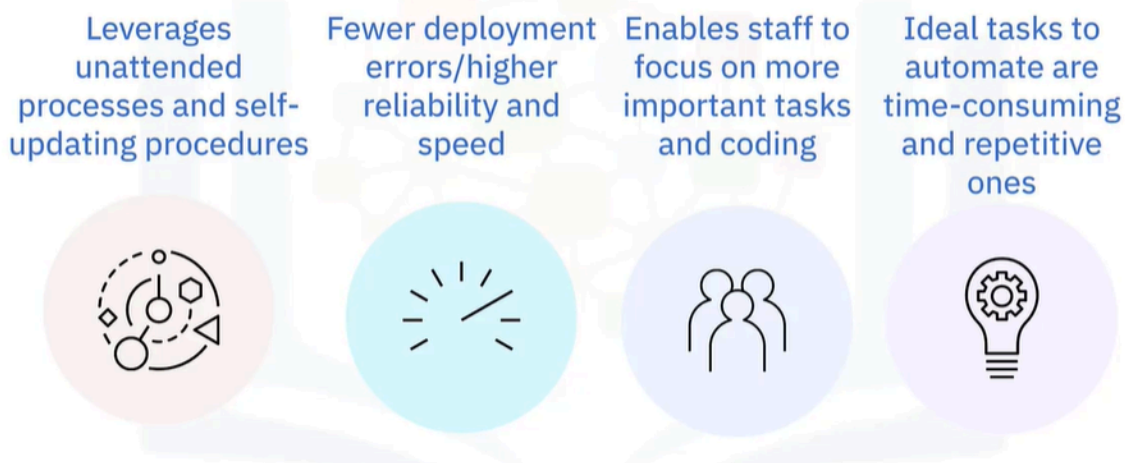 Leverages
unattended
processes and self-
updating procedures
Fewer deployment
errors/higher
reliability and
speed
Enables staff to
focus on more
important tasks
and coding
Ideal tasks to
automate are
time-consuming
and repetitive
ones